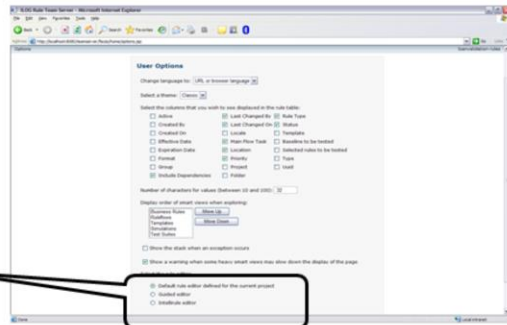 ILOG Rule Team Server - Microsoft Internet Explorer
File Edit View Favorites Tools Help
Back Search Favorites
Options
User Options
Change language to: URL or browser language
Select a theme: Classic
Select the columns that you wish to see displayed in the rule table:
Active Last Changed By Rule Type
Created By Last Changed On Status
Created On Locale Template
Effective Date Main Flow Task Baseline to be tested
Expiration Date Location Selected rules to be tested
Format Priority Type
Group Project Uuid
Include Dependencies Folder
Number of characters for values (between 10 and 100):
Display order of smart views when exploring:
Business Rules Move Up
Ruleflows
Templates Move Down
Simulations
Test Suites
Show the stack when an exception occurs
Show a warning when some heavy smart views may slow down the display of the page
Default rule editor defined for the current project
Guided editor
Intellirule editor
Local intranet